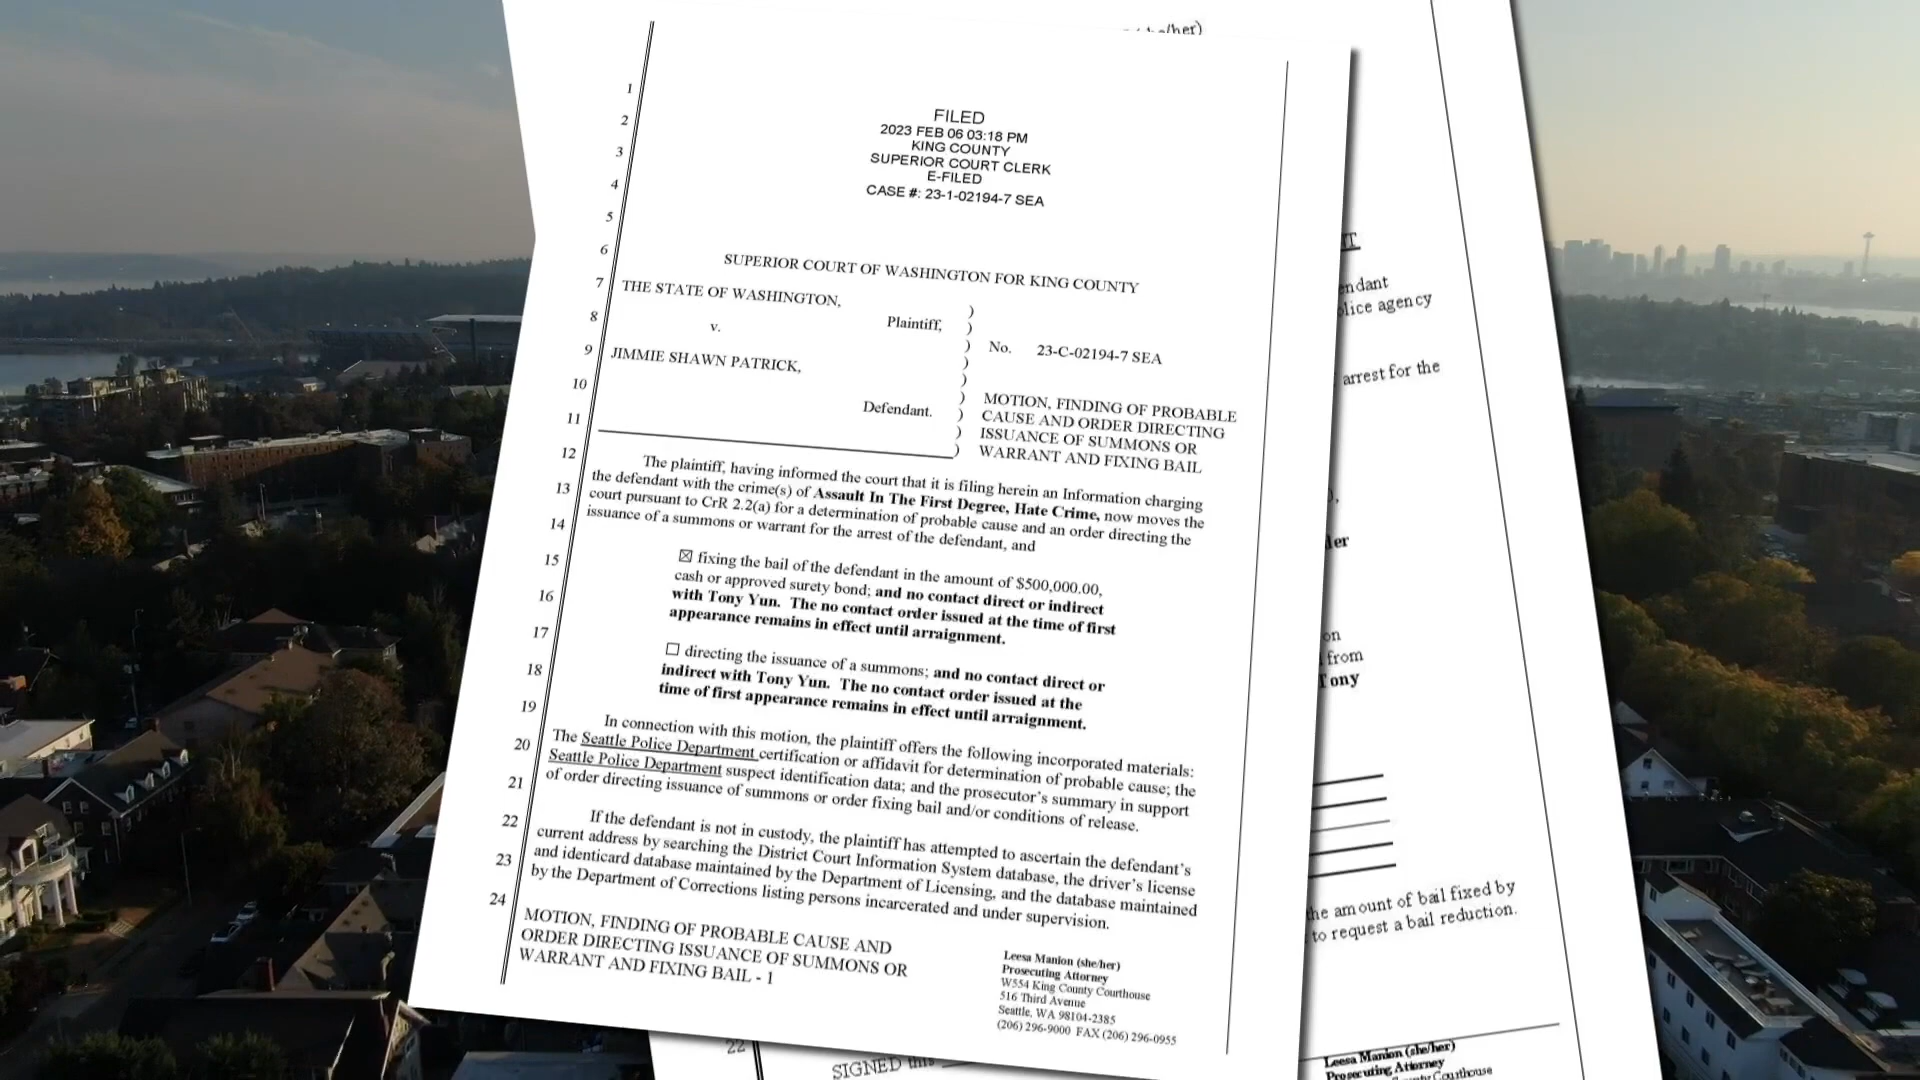 1
2
3
4
5
6
7
8
9
10
11
12
13
14
15
16
17
18
19
20
21
22
23
24
FILED
2023 FEB 06 03:18 PM
KING COUNTY
SUPERIOR COURT CLERK
E-FILED
CASE #: 23-1-02194-7 SEA
SUPERIOR COURT OF WASHINGTON FOR KING COUNTY
THE STATE OF WASHINGTON,
Plaintiff,
v.
JIMMIE SHAWN PATRICK,
Defendant.
)
)
)
)
)
)
)
)
)
No. 23-C-02194-7 SEA
MOTION, FINDING OF PROBABLE
CAUSE AND ORDER DIRECTING
ISSUANCE OF SUMMONS OR
WARRANT AND FIXING BAIL
The plaintiff, having informed the court that it is filing herein an Information charging
the defendant with the crime(s) of Assault In The First Degree, Hate Crime, now moves the
court pursuant to CrR 2.2(a) for a determination of probable cause and an order directing the
issuance of a summons or warrant for the arrest of the defendant, and
☒ fixing the bail of the defendant in the amount of $500,000.00,
cash or approved surety bond; and no contact direct or indirect
with Tony Yun. The no contact order issued at the time of first
appearance remains in effect until arraignment.
☐ directing the issuance of a summons; and no contact direct or
indirect with Tony Yun. The no contact order issued at the
time of first appearance remains in effect until arraignment.
In connection with this motion, the plaintiff offers the following incorporated materials:
The Seattle Police Department certification or affidavit for determination of probable cause; the
Seattle Police Department suspect identification data; and the prosecutor's summary in support
of order directing issuance of summons or order fixing bail and/or conditions of release.
If the defendant is not in custody, the plaintiff has attempted to ascertain the defendant's
current address by searching the District Court Information System database, the driver's license
and identicard database maintained by the Department of Licensing, and the database maintained
by the Department of Corrections listing persons incarcerated and under supervision.
MOTION, FINDING OF PROBABLE CAUSE AND
ORDER DIRECTING ISSUANCE OF SUMMONS OR
WARRANT AND FIXING BAIL - 1
Leesa Manion (she/her)
Prosecuting Attorney
W554 King County Courthouse
516 Third Avenue
Seattle, WA 98104-2385
(206) 296-9000 FAX (206) 296-0955
/her)
endant
lice agency
arrest for the
on
from
Tony
he amount of bail fixed by
to request a bail reduction.
22
SIGNED this
Leesa Manion (she/her)
Prosecuting Attorney
County Courthouse